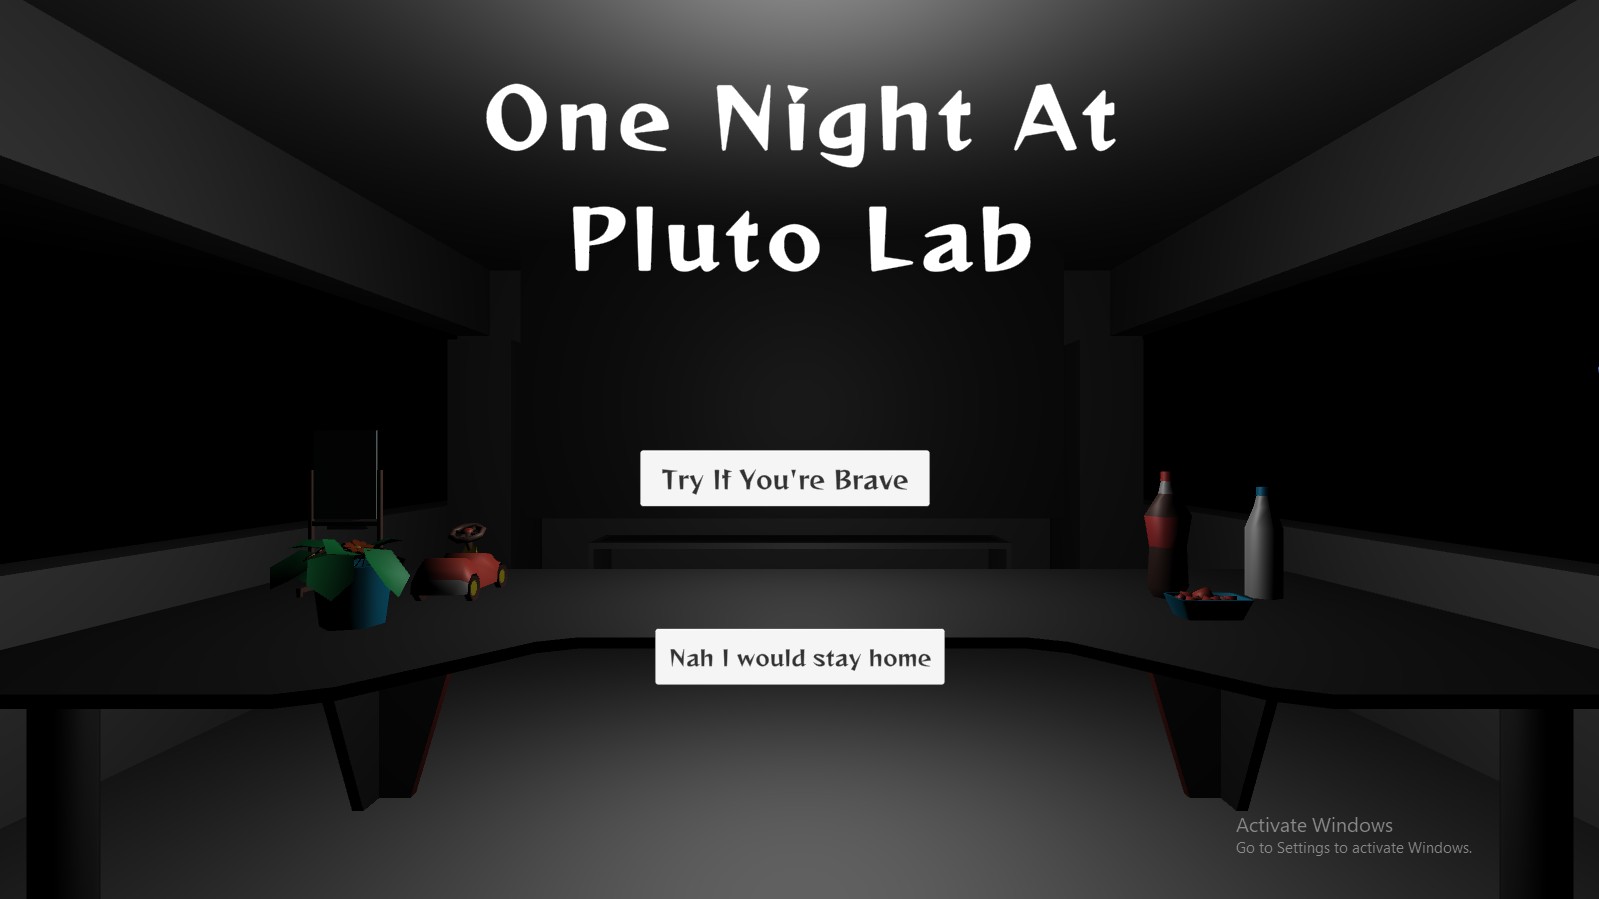 One Night At
Pluto Lab
Try If You're Brave
Nah I would stay home
Activate Windows
Go to Settings to activate Windows.